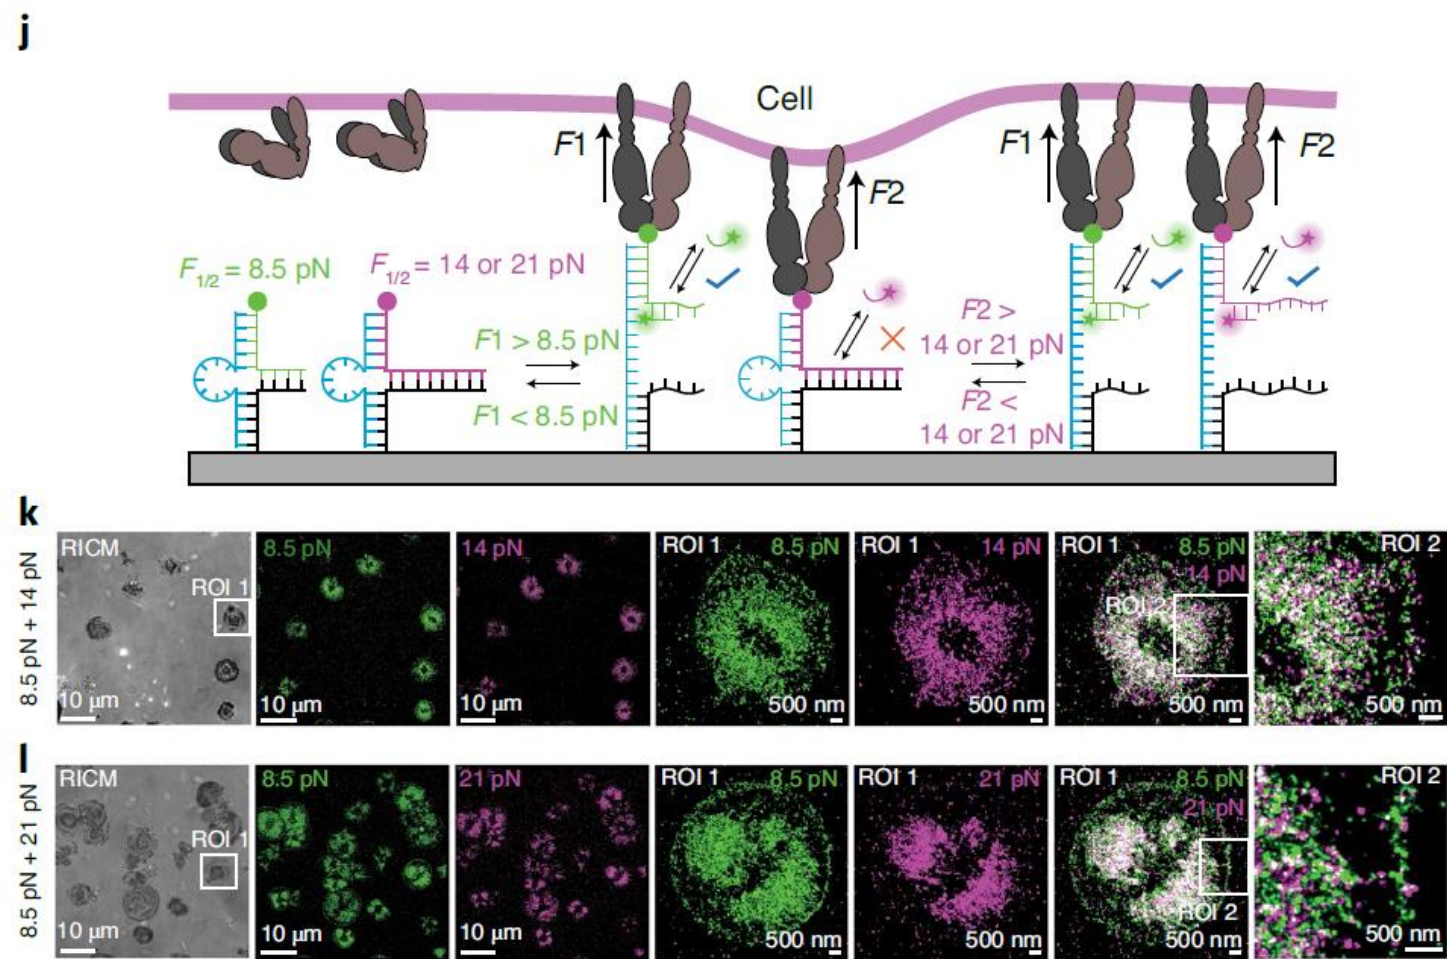 j
Cell
F1
F2
F1
F2
F1/2 = 8.5 pN
F1/2 = 14 or 21 pN
F1 > 8.5 pN
F1 < 8.5 pN
F2 >
14 or 21 pN
F2 <
14 or 21 pN
k
8.5 pN + 14 pN
RICM
ROI 1
10 μm
8.5 pN
10 μm
14 pN
10 μm
ROI 1
8.5 pN
500 nm
ROI 1
14 pN
500 nm
ROI 1
8.5 pN
14 pN
ROI 2
500 nm
ROI 2
500 nm
l
8.5 pN + 21 pN
RICM
ROI 1
10 μm
8.5 pN
10 μm
21 pN
10 μm
ROI 1
8.5 pN
500 nm
ROI 1
21 pN
500 nm
ROI 1
8.5 pN
21 pN
ROI 2
500 nm
ROI 2
500 nm